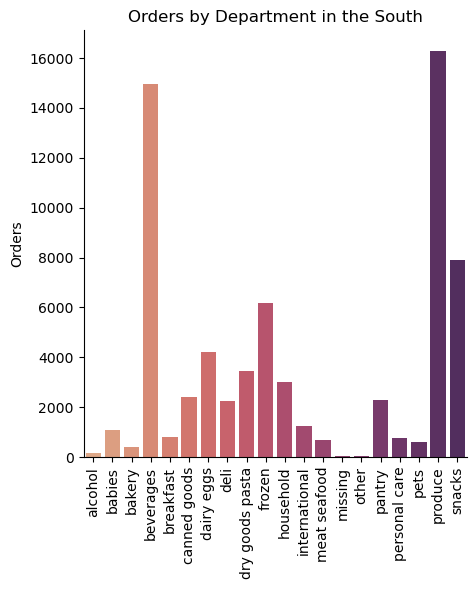 Orders by Department in the South
16000
14000
12000
10000
8000
6000
4000
2000
0
Orders
alcohol
babies
bakery
beverages
breakfast
canned goods
dairy eggs
deli
dry goods pasta
frozen
household
international
meat seafood
missing
other
pantry
personal care
pets
produce
snacks